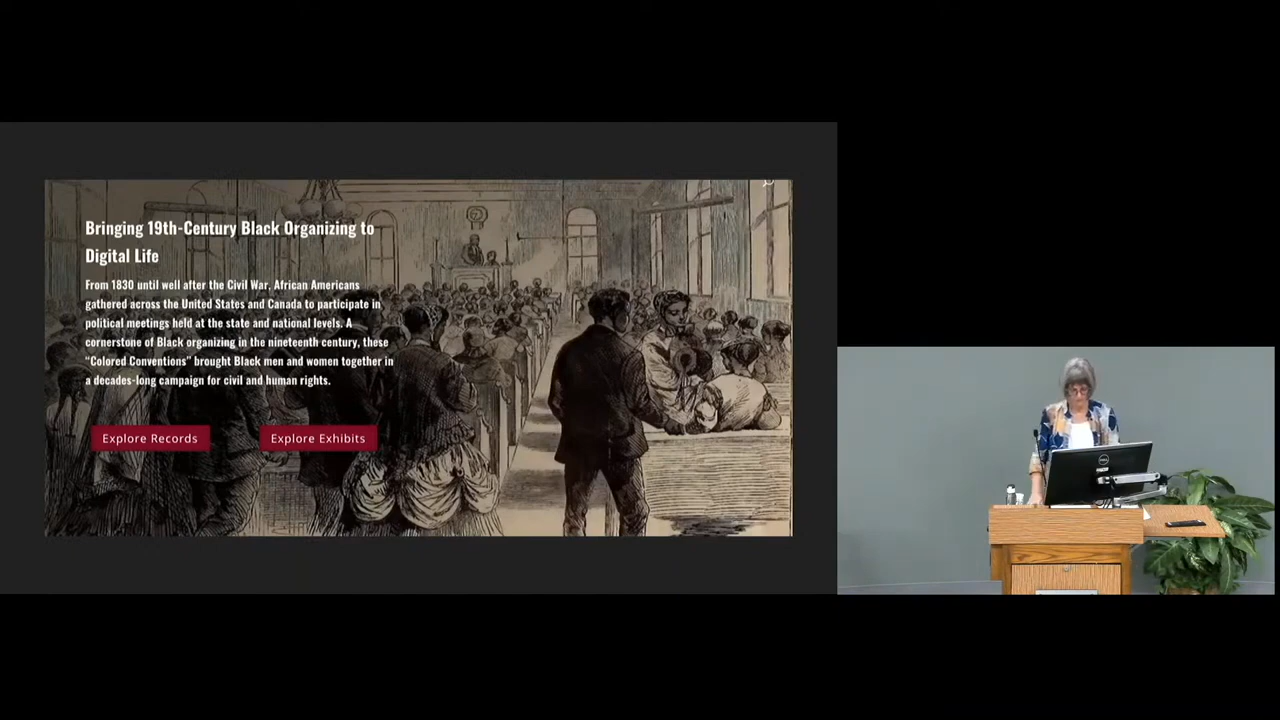 Bringing 19th-Century Black Organizing to
Digital Life
From 1830 until well after the Civil War, African Americans
gathered across the United States and Canada to participate in
political meetings held at the state and national levels. A
cornerstone of Black organizing in the nineteenth century, these
"Colored Conventions" brought Black men and women together in
a decades-long campaign for civil and human rights.
Explore Records
Explore Exhibits
DELL